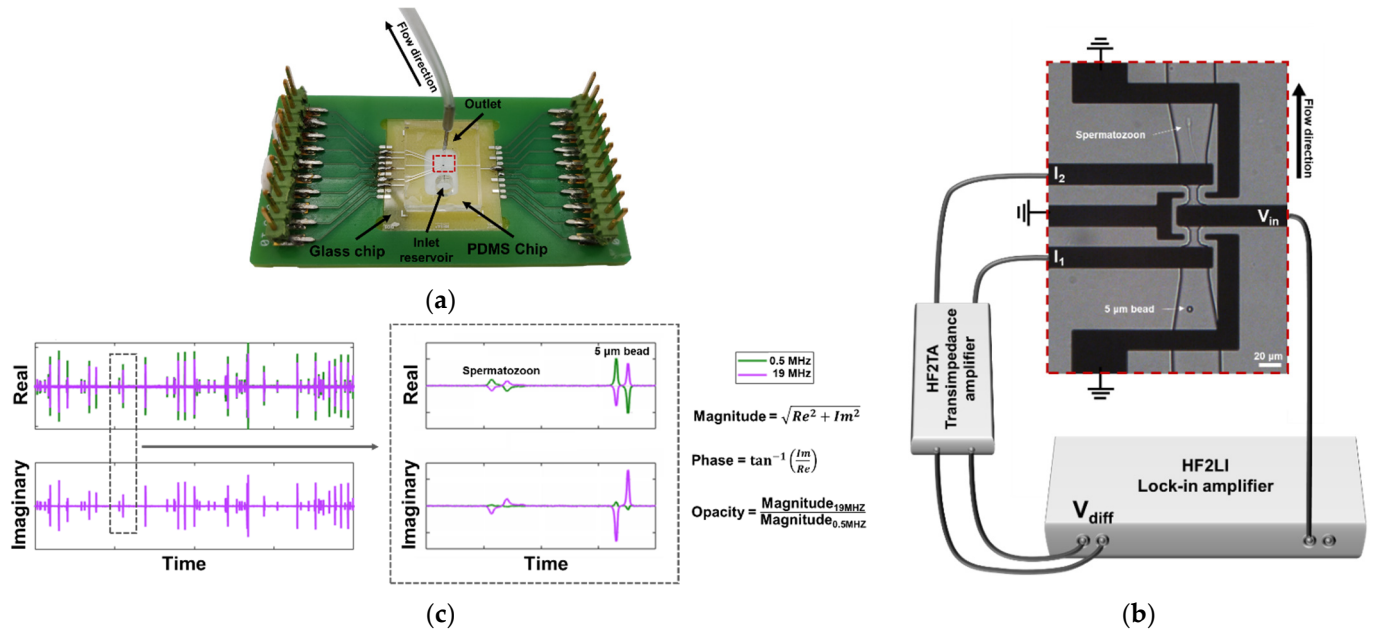 Flow direction
Outlet
Glass chip
Inlet
reservoir
PDMS Chip
(a)
Spermatozoon
Flow direction
I2
Vin
I1
5 µm bead
20 µm
HF2TA
Transimpedance
amplifier
HF2LI
Lock-in amplifier
Vdiff
(b)
Real
Imaginary
Time
Real
Spermatozoon
5 µm bead
Imaginary
Time
0.5 MHz
19 MHz
Magnitude = √Re² + Im²
Phase = tan⁻¹ (Im/Re)
Opacity = Magnitude19MHZ / Magnitude0.5MHZ
(c)